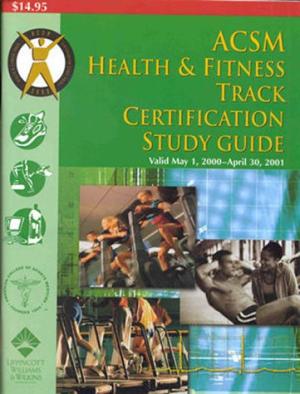 $14.95
ACSM
HEALTH & FITNESS
TRACK
CERTIFICATION
STUDY GUIDE
Valid May 1, 2000–April 30, 2001
LIPPINCOTT
WILLIAMS
& WILKINS